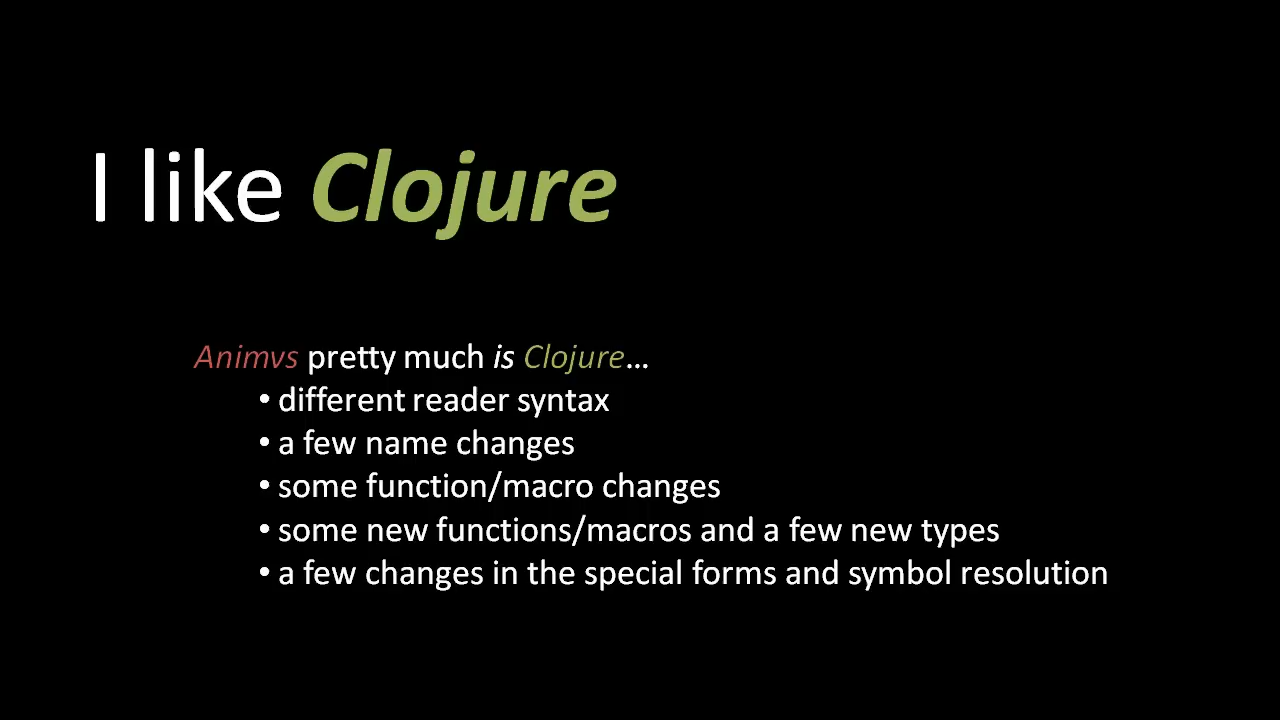 I like Clojure
Animvs pretty much is Clojure…
• different reader syntax
• a few name changes
• some function/macro changes
• some new functions/macros and a few new types
• a few changes in the special forms and symbol resolution